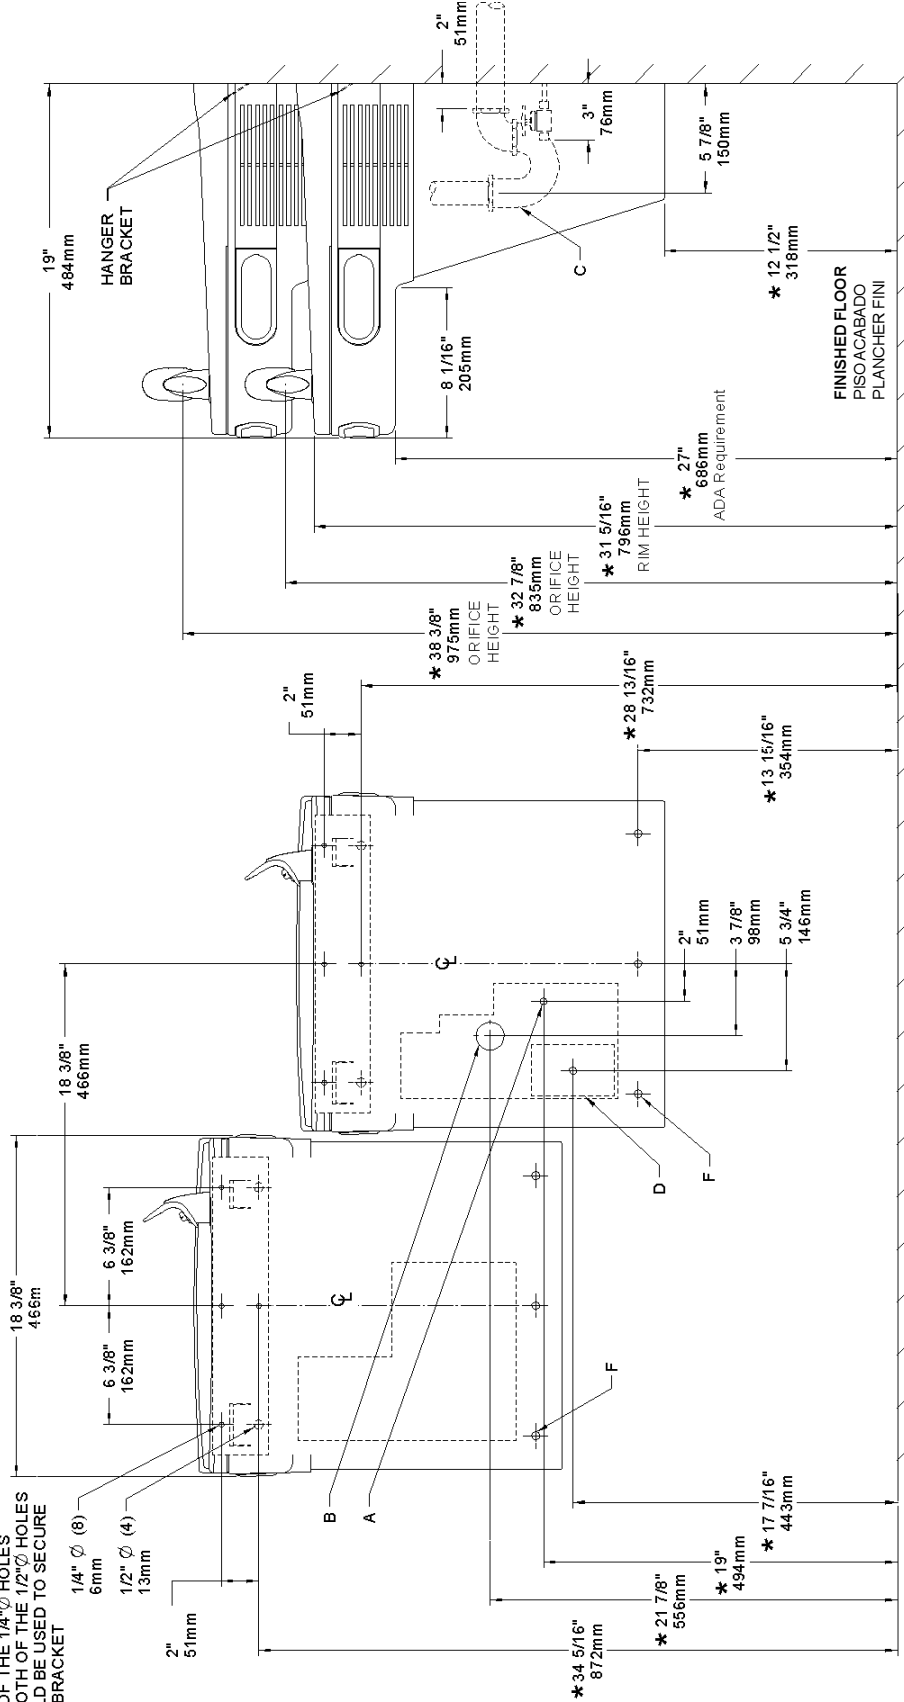 OF THE 1/4"Ø HOLES
OTH OF THE 1/2"Ø HOLES
LD BE USED TO SECURE
BRACKET
1/4" Ø (8)
6mm
1/2" Ø (4)
13mm
2"
51mm
18 3/8"
466m
6 3/8"
162mm
6 3/8"
162mm
18 3/8"
466mm
℄
℄
B
A
F
D
F
2"
51mm
3 7/8"
98mm
5 3/4"
146mm
2"
51mm
* 34 5/16"
872mm
* 21 7/8"
556mm
* 19"
494mm
* 17 7/16"
443mm
* 28 13/16"
732mm
* 13 15/16"
354mm
* 38 3/8"
975mm
ORIFICE
HEIGHT
* 32 7/8"
835mm
ORIFICE
HEIGHT
* 31 5/16"
796mm
RIM HEIGHT
* 27"
686mm
ADA Requirement
19"
484mm
HANGER
BRACKET
8 1/16"
205mm
C
2"
51mm
3"
76mm
5 7/8"
150mm
* 12 1/2"
318mm
FINISHED FLOOR
PISO ACABADO
PLANCHER FINI